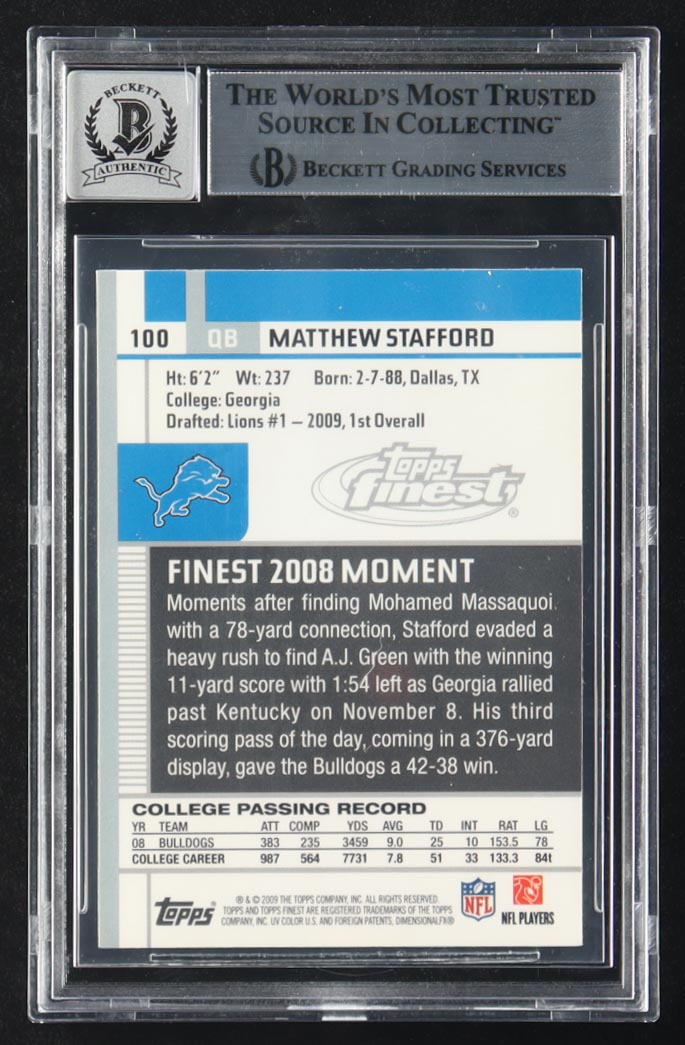 BECKETT
B
AUTHENTIC
THE WORLD'S MOST TRUSTED
SOURCE IN COLLECTING™
B BECKETT GRADING SERVICES
100 QB MATTHEW STAFFORD
Ht: 6'2" Wt: 237 Born: 2-7-88, Dallas, TX
College: Georgia
Drafted: Lions #1 – 2009, 1st Overall
topps
finest®
FINEST 2008 MOMENT
Moments after finding Mohamed Massaquoi
with a 78-yard connection, Stafford evaded a
heavy rush to find A.J. Green with the winning
11-yard score with 1:54 left as Georgia rallied
past Kentucky on November 8. His third
scoring pass of the day, coming in a 376-yard
display, gave the Bulldogs a 42-38 win.
COLLEGE PASSING RECORD
YR TEAM ATT COMP YDS AVG TD INT RAT LG
08 BULLDOGS 383 235 3459 9.0 25 10 153.5 78
COLLEGE CAREER 987 564 7731 7.8 51 33 133.3 84t
topps
® & © 2009 THE TOPPS COMPANY, INC. ALL RIGHTS RESERVED.
TOPPS AND TOPPS FINEST ARE REGISTERED TRADEMARKS OF THE TOPPS
COMPANY, INC. UV COLOR U.S. AND FOREIGN PATENTS, DIMENSIONALFX®
NFL
NFL PLAYERS